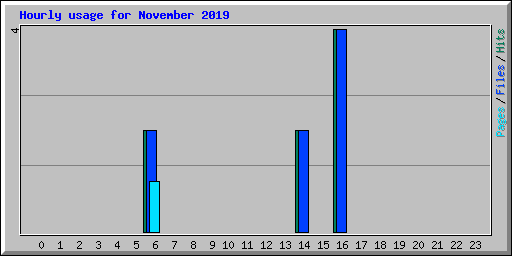 Hourly usage for November 2019
4
Pages/Files/Hits
0 1 2 3 4 5 6 7 8 9 10 11 12 13 14 15 16 17 18 19 20 21 22 23